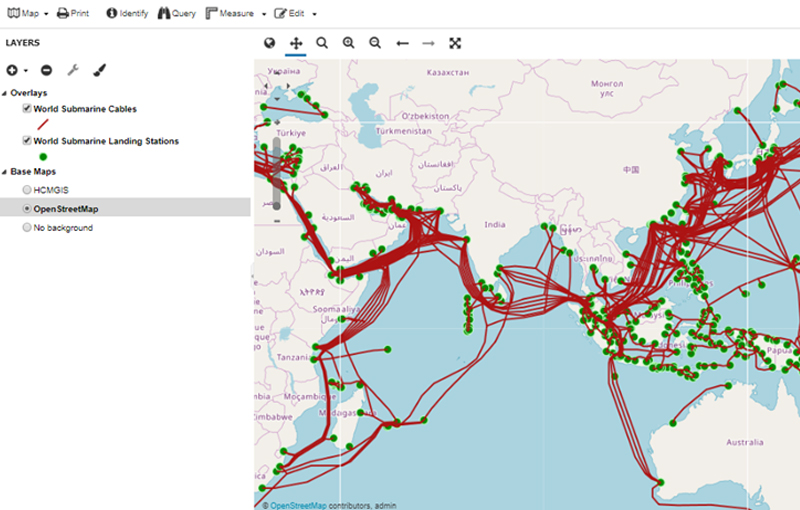 Map Print Identify Query Measure Edit
LAYERS
Overlays
World Submarine Cables
World Submarine Landing Stations
Base Maps
HCMGIS
OpenStreetMap
No background
Україна
Казахстан
Монгол
улс
O'zbekiston
Türkmenistan
Türkiye
العراق
ایران
افغانستان
پاکستان
中国
السعودية
عمان
India
السودان
اليمن
Soomaaliya
Tanzania
Moçambique
Madagasikara
Malaysia
Papua
Australia
© OpenStreetMap contributors, admin